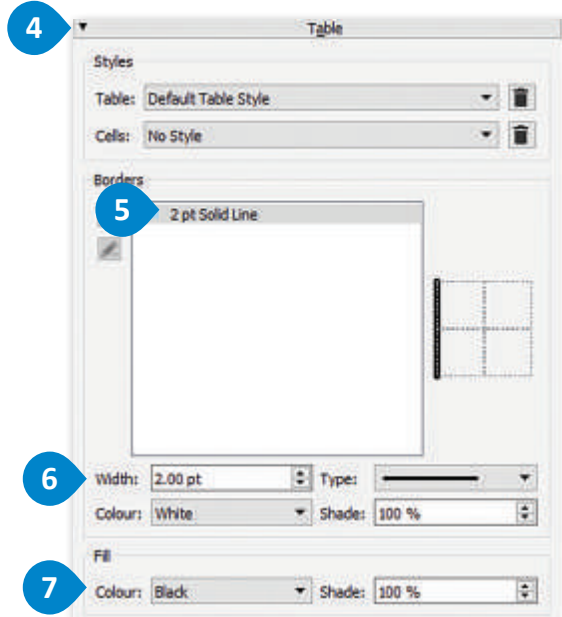 4
Table
Styles
Table: Default Table Style
Cells: No Style
Borders
5
2 pt Solid Line
6
Width: 2.00 pt Type:
Colour: White Shade: 100 %
Fill
7
Colour: Black Shade: 100 %